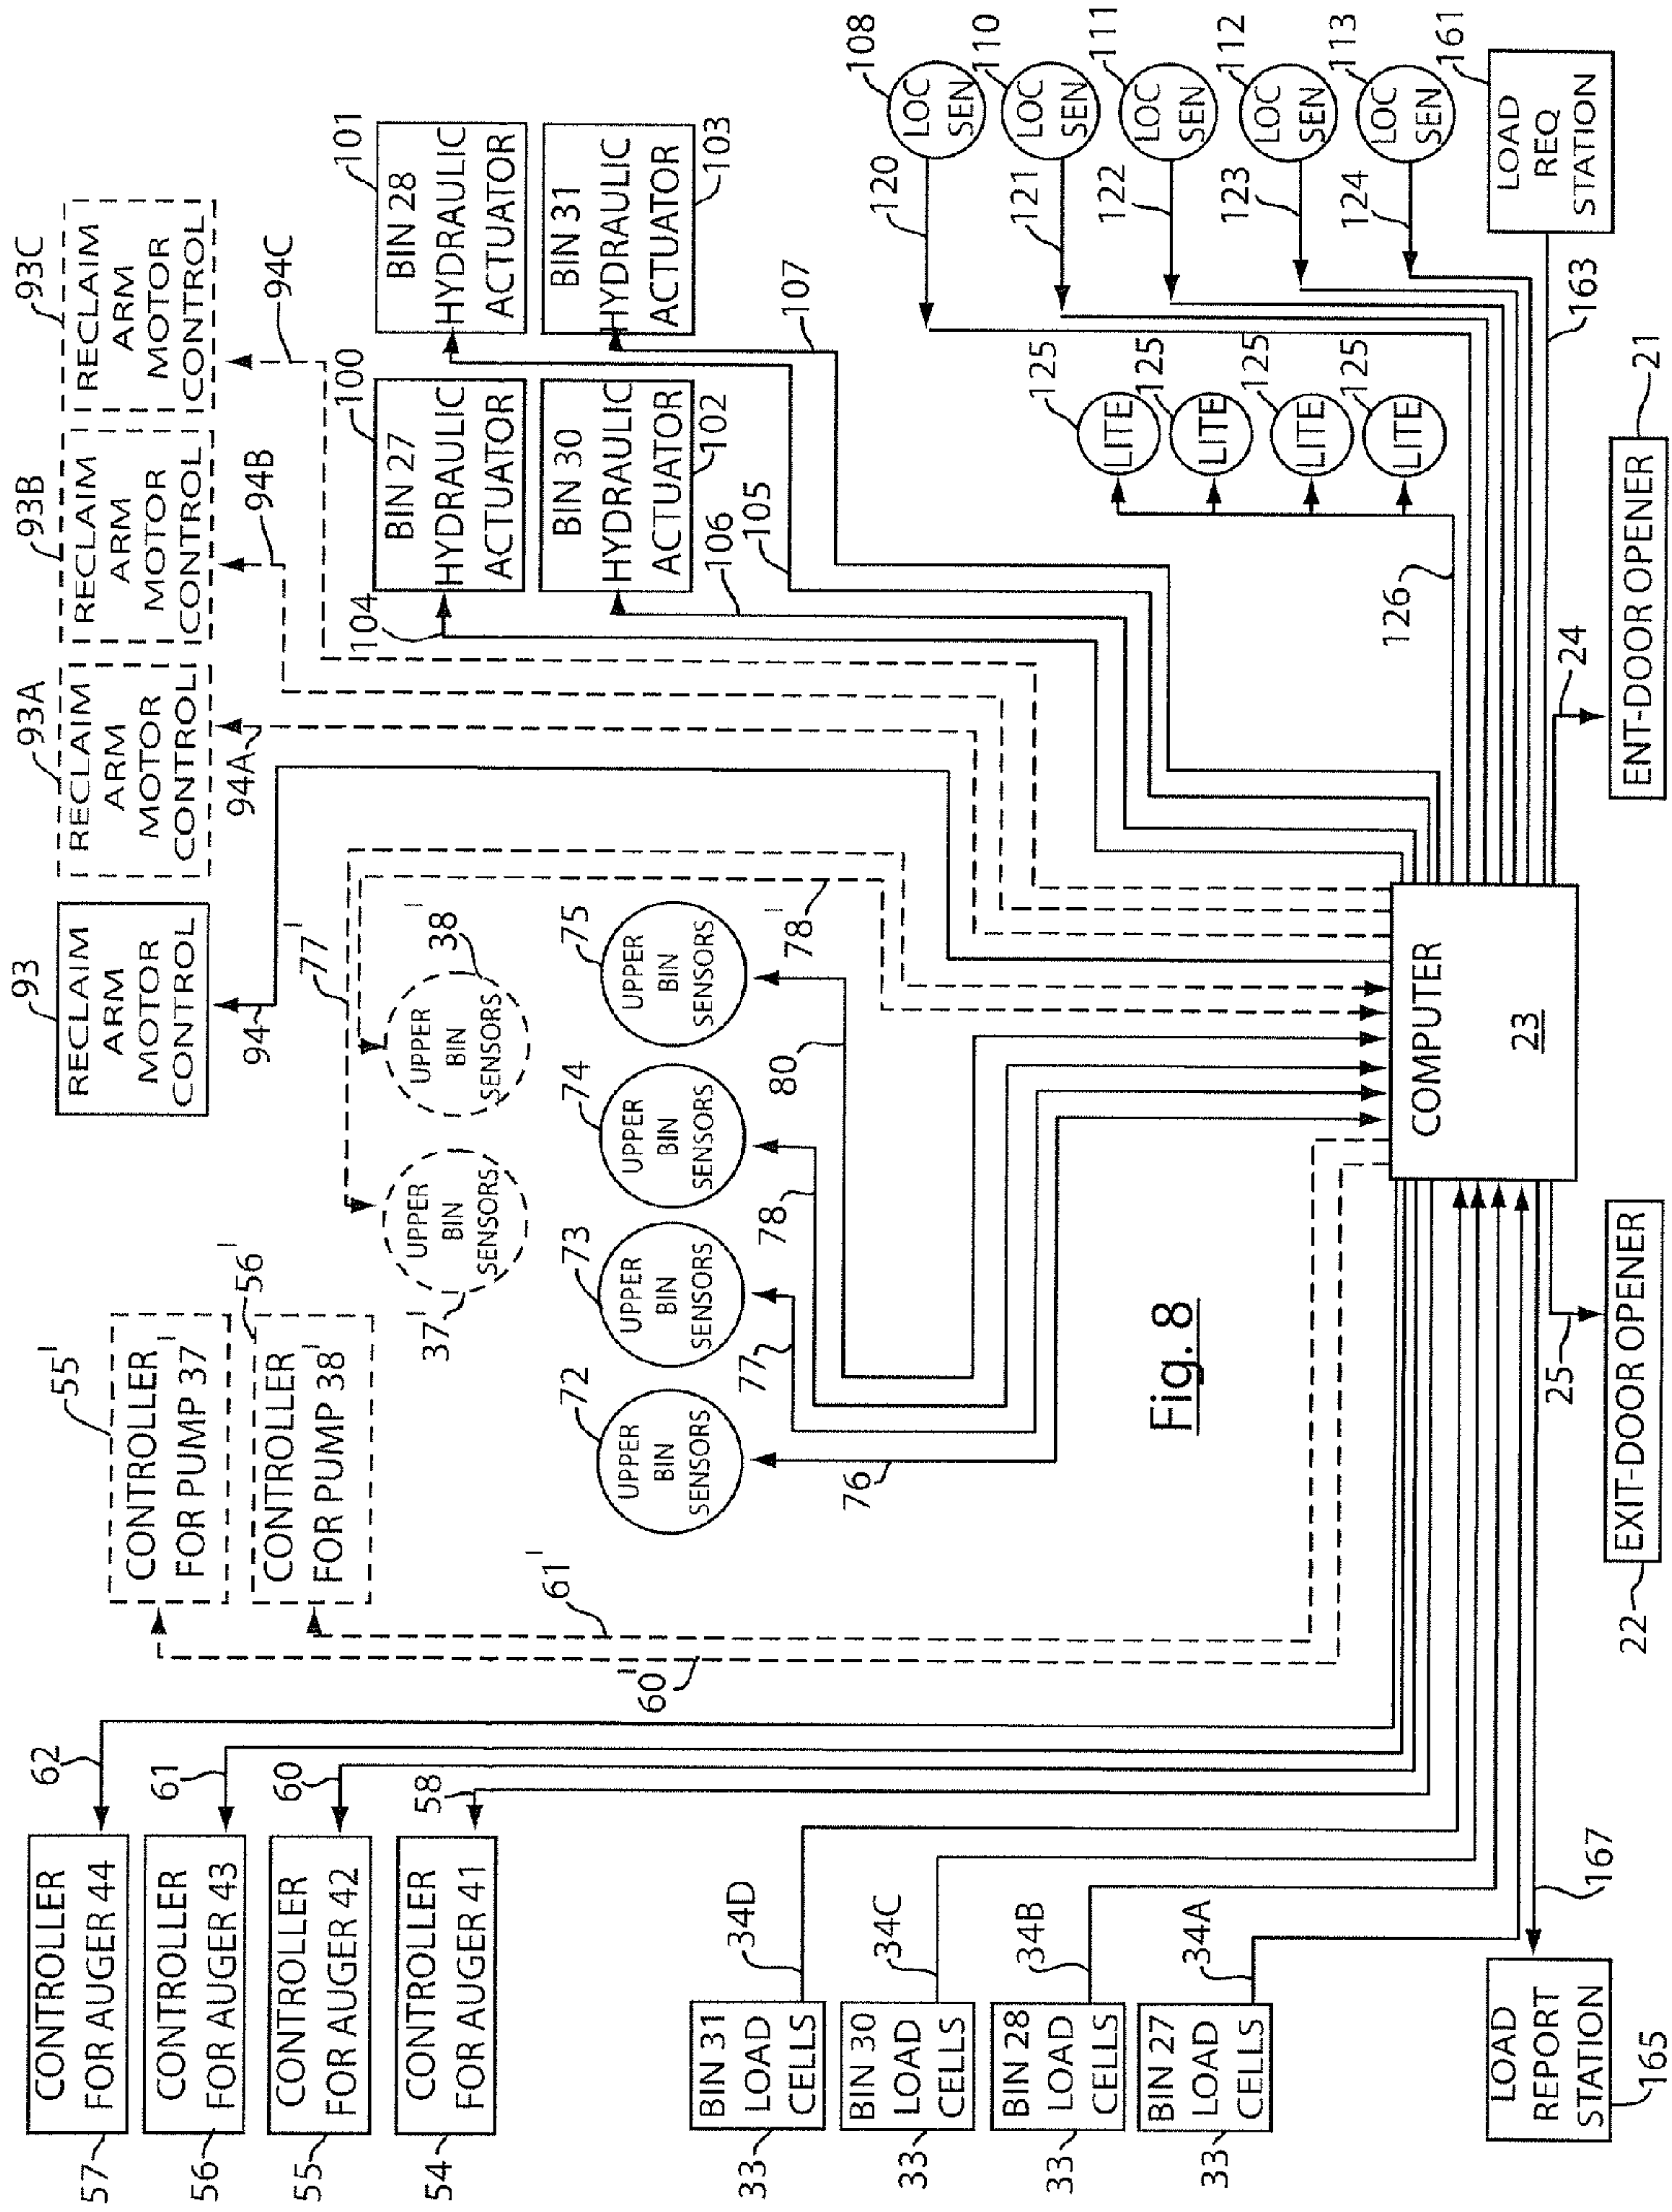 57
CONTROLLER
FOR AUGER 44
62
56
CONTROLLER
FOR AUGER 43
61
55
CONTROLLER
FOR AUGER 42
60
54
CONTROLLER
FOR AUGER 41
58
55'
CONTROLLER
FOR PUMP 37'
56'
CONTROLLER
FOR PUMP 38'
60'
61'
93
RECLAIM
ARM
MOTOR
CONTROL
94
93A
RECLAIM
ARM
MOTOR
CONTROL
94A
93B
RECLAIM
ARM
MOTOR
CONTROL
94B
93C
RECLAIM
ARM
MOTOR
CONTROL
94C
37'
UPPER
BIN
SENSORS
77'
38'
UPPER
BIN
SENSORS
78'
100
BIN 27
HYDRAULIC
ACTUATOR
104
101
BIN 28
HYDRAULIC
ACTUATOR
105
BIN 30
HYDRAULIC
ACTUATOR
102
106
BIN 31
HYDRAULIC
ACTUATOR
103
107
72
UPPER
BIN
SENSORS
76
73
UPPER
BIN
SENSORS
77
74
UPPER
BIN
SENSORS
78
75
UPPER
BIN
SENSORS
80
33
BIN 31
LOAD
CELLS
34D
33
BIN 30
LOAD
CELLS
34C
33
BIN 28
LOAD
CELLS
34B
33
BIN 27
LOAD
CELLS
34A
108
LOC
SEN
120
110
LOC
SEN
121
111
LOC
SEN
122
112
LOC
SEN
123
113
LOC
SEN
124
125
LITE
125
LITE
125
LITE
125
LITE
126
161
LOAD
REQ
STATION
163
Fig. 8
COMPUTER
23
LOAD
REPORT
STATION
165
167
25
22
EXIT-DOOR OPENER
24
ENT-DOOR OPENER
21